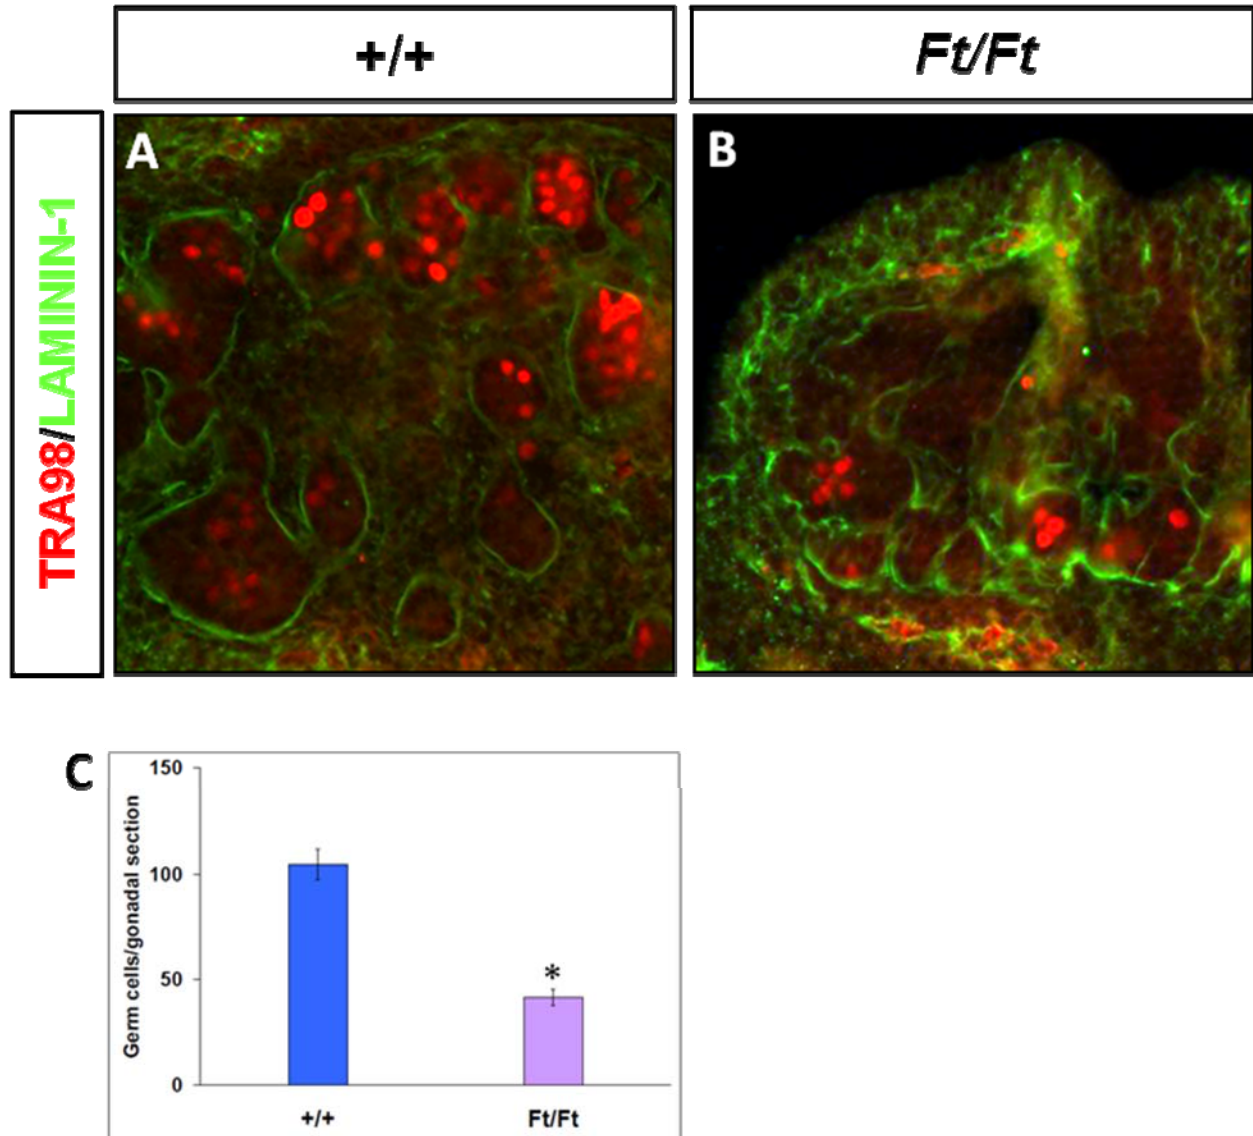 +/+
Ft/Ft
TRA98/LAMININ-1
A
B
C
150
100
50
0
Germ cells/gonadal section
*
+/+
Ft/Ft